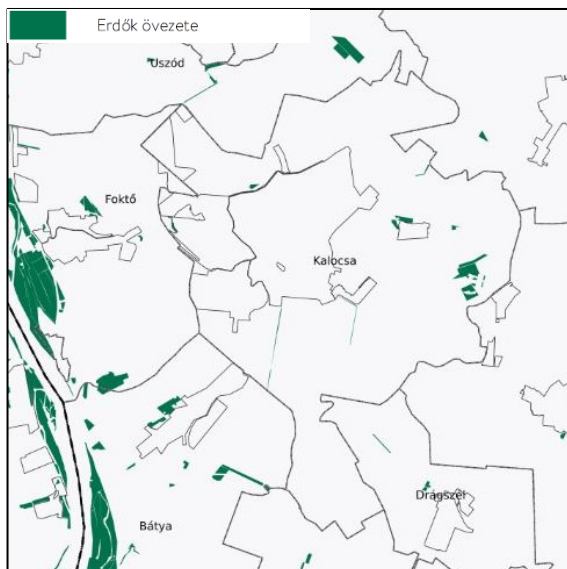 Erdők övezete
Uszód
Foktő
Kalocsa
Drágszél
Bátya